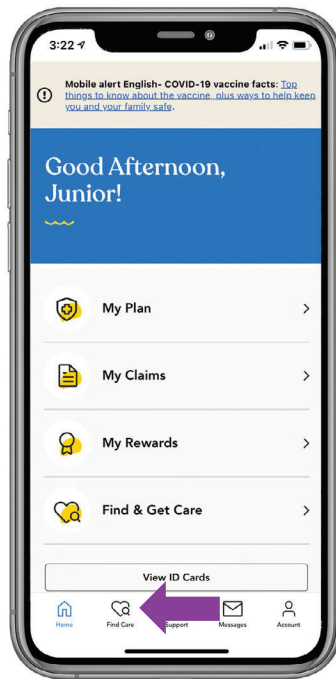 3:22
Mobile alert English- COVID-19 vaccine facts: Top
things to know about the vaccine, plus ways to help keep
you and your family safe.
Good Afternoon,
Junior!
My Plan
My Claims
My Rewards
Find & Get Care
View ID Cards
Home Find Care Support Messages Account